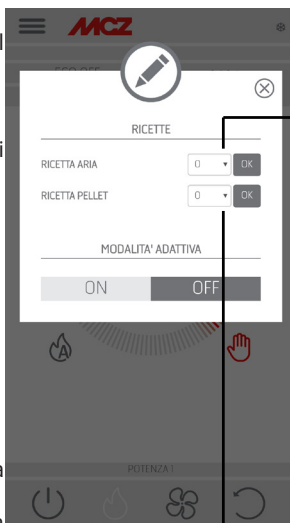 MCZ
RICETTE
RICETTA ARIA 0 OK
RICETTA PELLET 0 OK
MODALITA' ADATTIVA
ON OFF
A
POTENZA 1